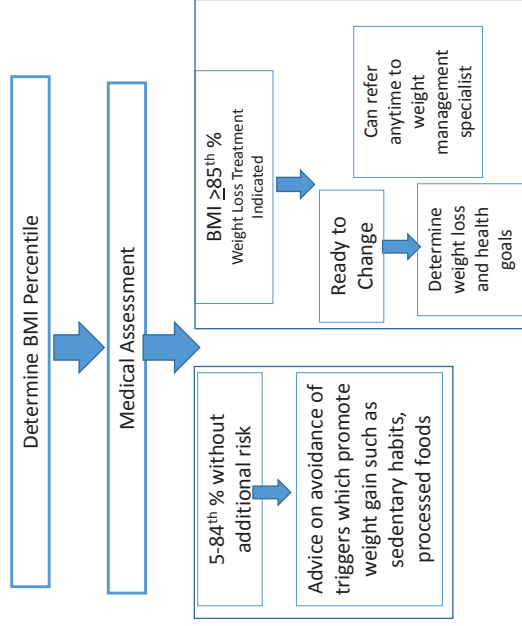 Determine BMI Percentile
Medical Assessment
5-84th % without
additional risk
Advice on avoidance of
triggers which promote
weight gain such as
sedentary habits,
processed foods
BMI ≥85th %
Weight Loss Treatment
Indicated
Ready to
Change
Determine
weight loss
and health
goals
Can refer
anytime to
weight
management
specialist